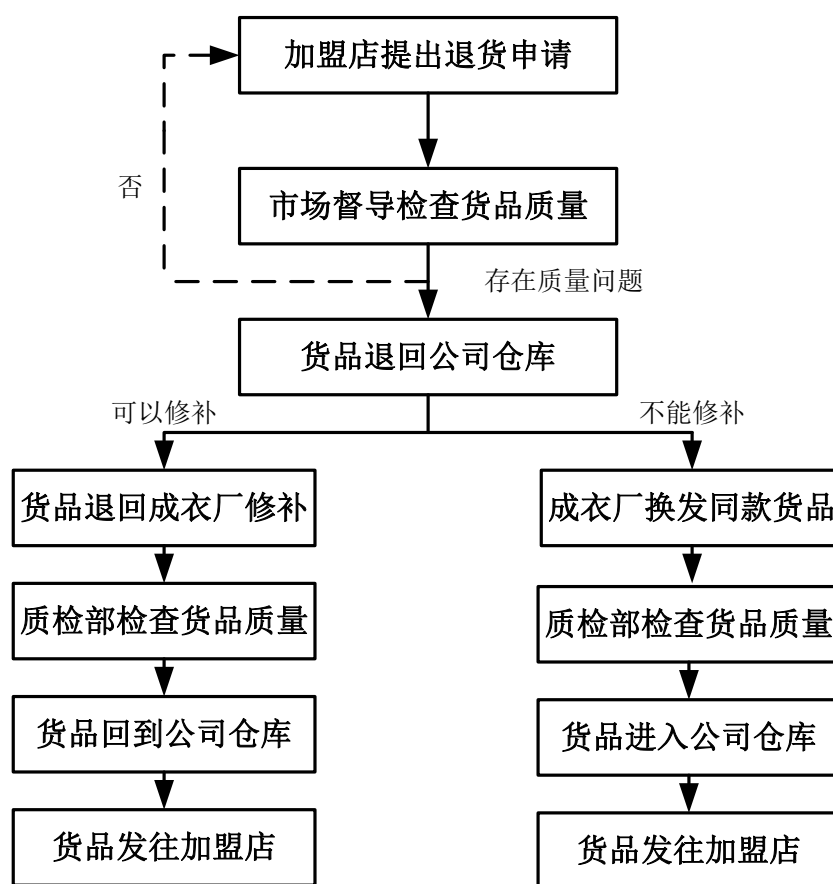 加盟店提出退货申请
否
市场督导检查货品质量
存在质量问题
货品退回公司仓库
可以修补
不能修补
货品退回成衣厂修补
成衣厂换发同款货品
质检部检查货品质量
质检部检查货品质量
货品回到公司仓库
货品进入公司仓库
货品发往加盟店
货品发往加盟店